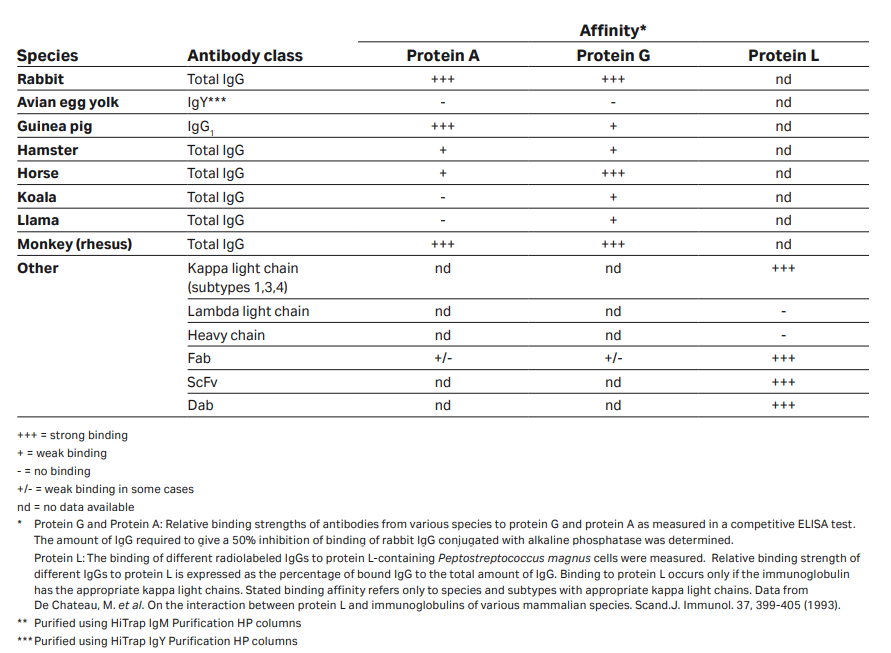 Affinity*
Species Antibody class Protein A Protein G Protein L
Rabbit Total IgG +++ +++ nd
Avian egg yolk IgY*** - - nd
Guinea pig IgG1 +++ + nd
Hamster Total IgG + + nd
Horse Total IgG + +++ nd
Koala Total IgG - + nd
Llama Total IgG - + nd
Monkey (rhesus) Total IgG +++ +++ nd
Other Kappa light chain nd nd +++
(subtypes 1,3,4)
Lambda light chain nd nd -
Heavy chain nd nd -
Fab +/- +/- +++
ScFv nd nd +++
Dab nd nd +++
+++ = strong binding
+ = weak binding
- = no binding
+/- = weak binding in some cases
nd = no data available
* Protein G and Protein A: Relative binding strengths of antibodies from various species to protein G and protein A as measured in a competitive ELISA test.
The amount of IgG required to give a 50% inhibition of binding of rabbit IgG conjugated with alkaline phosphatase was determined.
Protein L: The binding of different radiolabeled IgGs to protein L-containing Peptostreptococcus magnus cells were measured. Relative binding strength of
different IgGs to protein L is expressed as the percentage of bound IgG to the total amount of IgG. Binding to protein L occurs only if the immunoglobulin
has the appropriate kappa light chains. Stated binding affinity refers only to species and subtypes with appropriate kappa light chains. Data from
De Chateau, M. et al. On the interaction between protein L and immunoglobulins of various mammalian species. Scand.J. Immunol. 37, 399-405 (1993).
** Purified using HiTrap IgM Purification HP columns
*** Purified using HiTrap IgY Purification HP columns